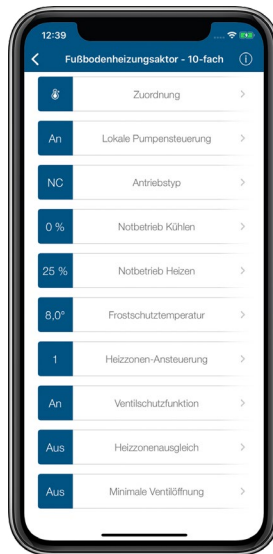 12:39
Fußbodenheizungsaktor - 10-fach
Zuordnung
An Lokale Pumpensteuerung
NC Antriebstyp
0 % Notbetrieb Kühlen
25 % Notbetrieb Heizen
8,0° Frostschutztemperatur
1 Heizzonen-Ansteuerung
An Ventilschutzfunktion
Aus Heizzonenausgleich
Aus Minimale Ventilöffnung